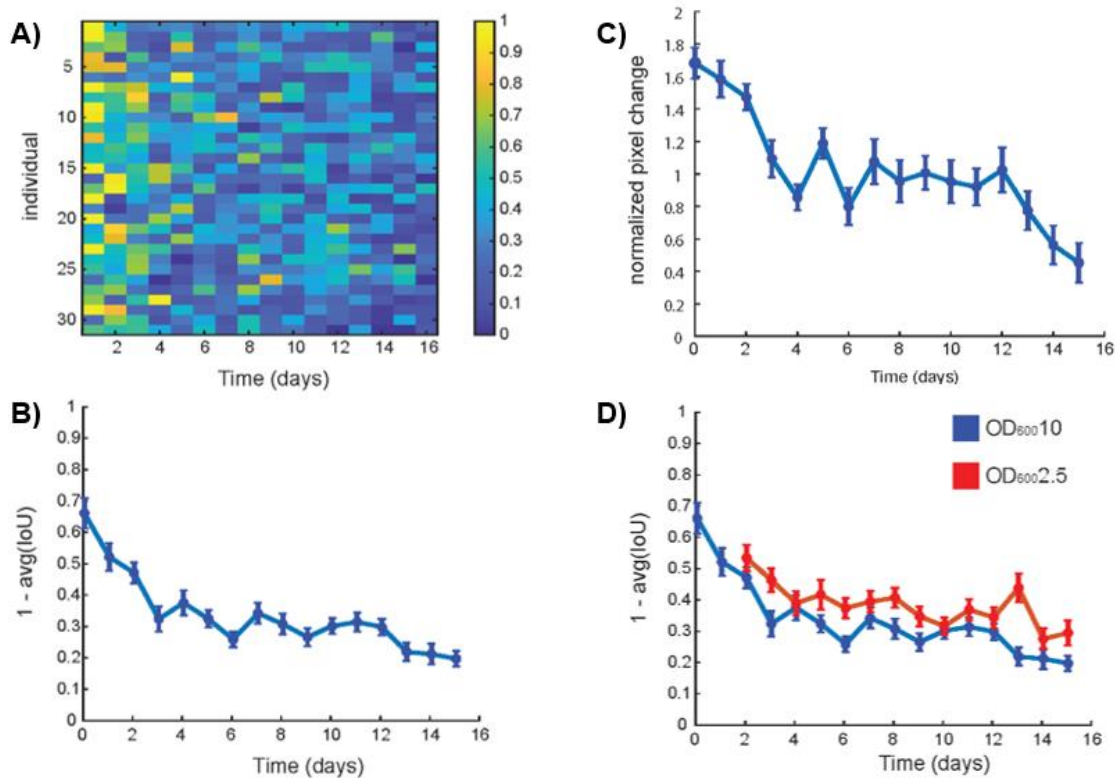 A)
individual
5
10
15
20
25
30
2 4 6 8 10 12 14 16
Time (days)
1
0.9
0.8
0.7
0.6
0.5
0.4
0.3
0.2
0.1
0
C)
normalized pixel change
2
1.8
1.6
1.4
1.2
1
0.8
0.6
0.4
1.2
0
0 2 4 6 8 10 12 14 16
Time (days)
B)
1 - avg(IoU)
1
0.9
0.8
0.7
0.6
0.5
0.4
0.3
0.2
0.1
0
0 2 4 6 8 10 12 14 16
Time (days)
D)
1 - avg(IoU)
1
0.9
0.8
0.7
0.6
0.5
0.4
0.3
0.2
0.1
0
0 2 4 6 8 10 12 14 16
Time (days)
OD60010
OD6002.5